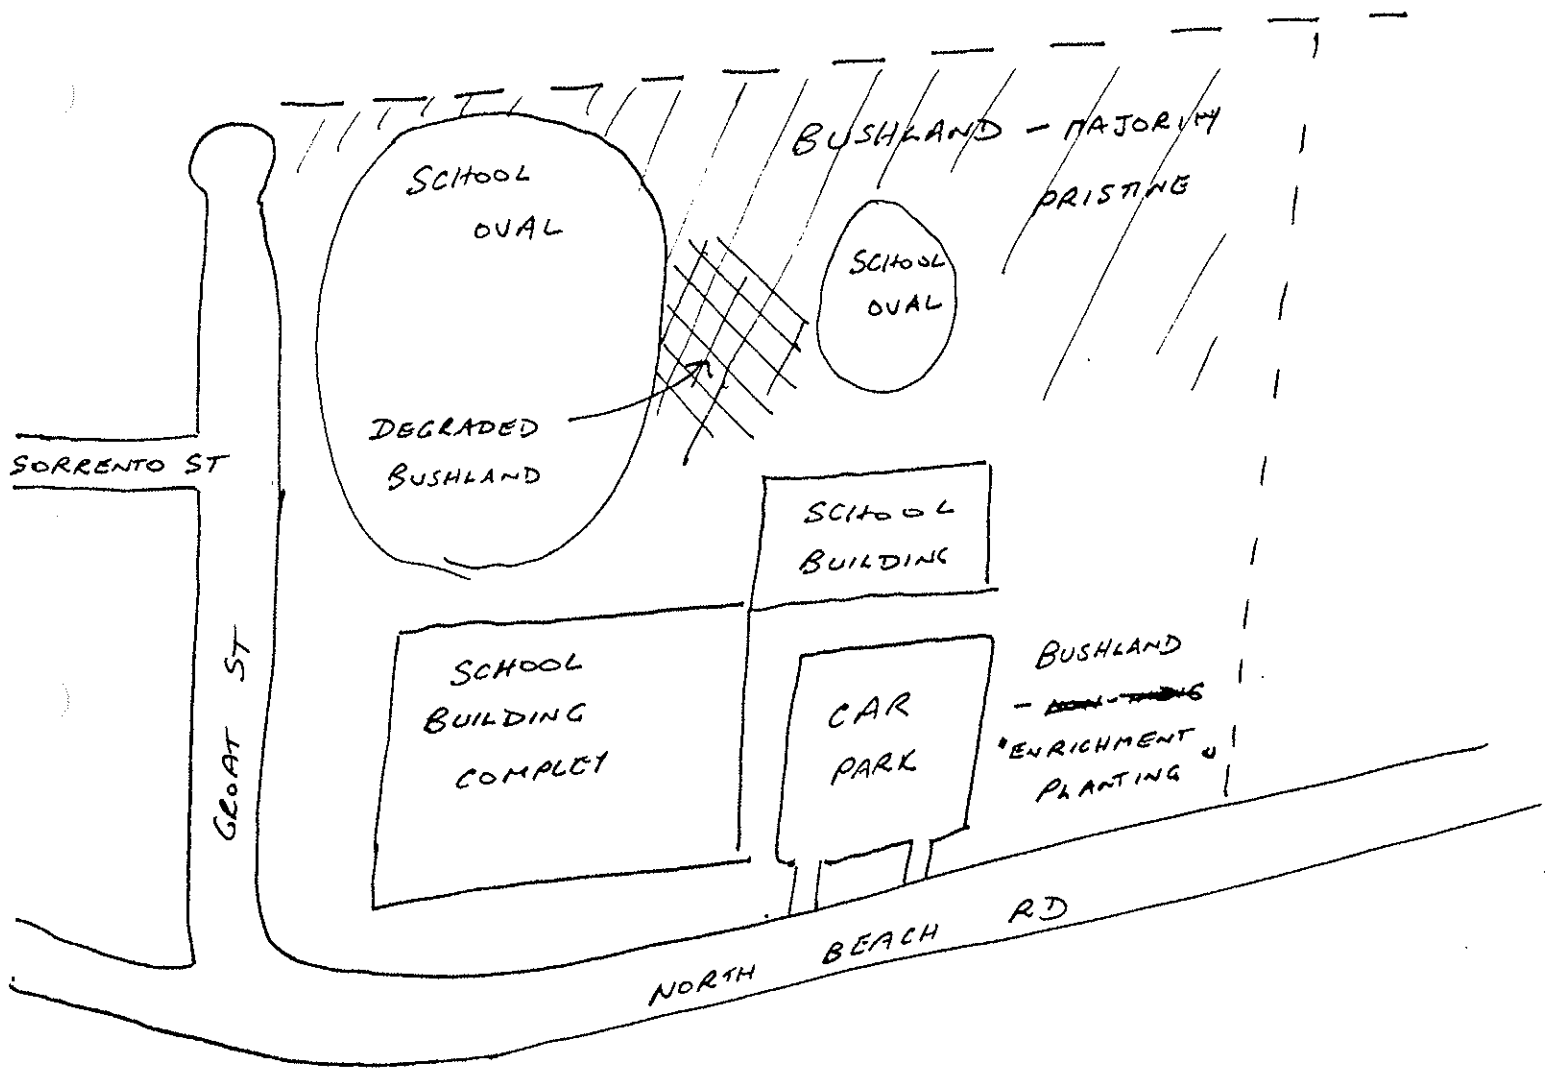 BUSHLAND - MAJORITY
PRISTINE
SCHOOL
OVAL
SCHOOL
OVAL
DEGRADED
BUSHLAND
SORRENTO ST
SCHOOL
BUILDING
SCHOOL
BUILDING
COMPLEX
CAR
PARK
BUSHLAND
-
"ENRICHMENT
PLANTING"
GROAT ST
NORTH BEACH RD